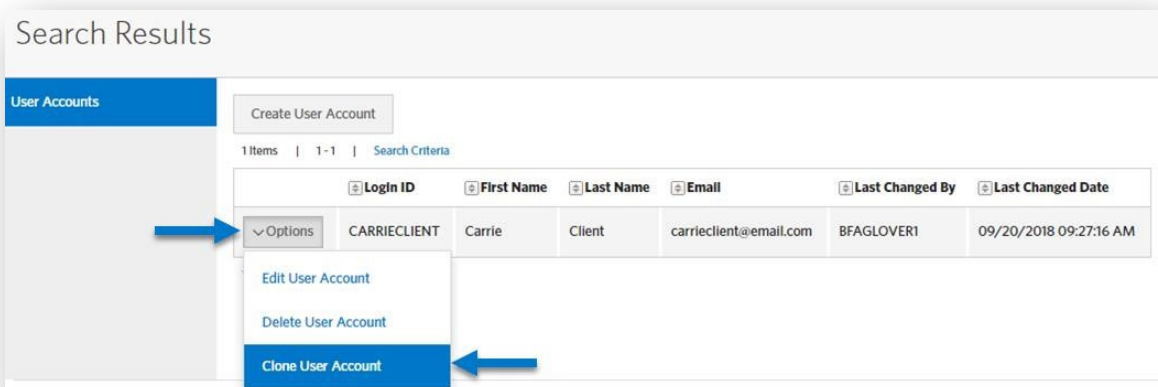 Search Results
User Accounts
Create User Account
1 Items | 1 - 1 | Search Criteria
Login ID First Name Last Name Email Last Changed By Last Changed Date
Options CARRIECLIENT Carrie Client carrieclient@email.com BFAGLOVER1 09/20/2018 09:27:16 AM
Edit User Account
Delete User Account
Clone User Account